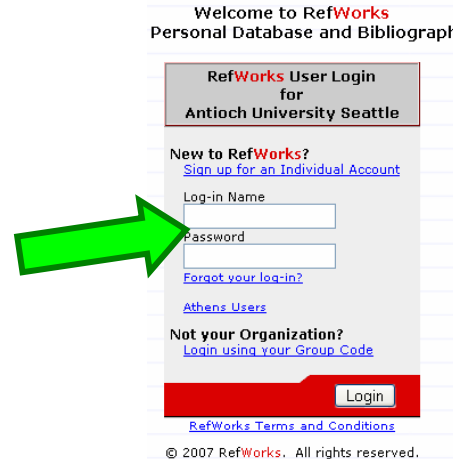 Welcome to RefWorks
Personal Database and Bibliograph
RefWorks User Login
for
Antioch University Seattle
New to RefWorks?
Sign up for an Individual Account
Log-in Name
Password
Forgot your log-in?
Athens Users
Not your Organization?
Login using your Group Code
Login
RefWorks Terms and Conditions
© 2007 RefWorks. All rights reserved.